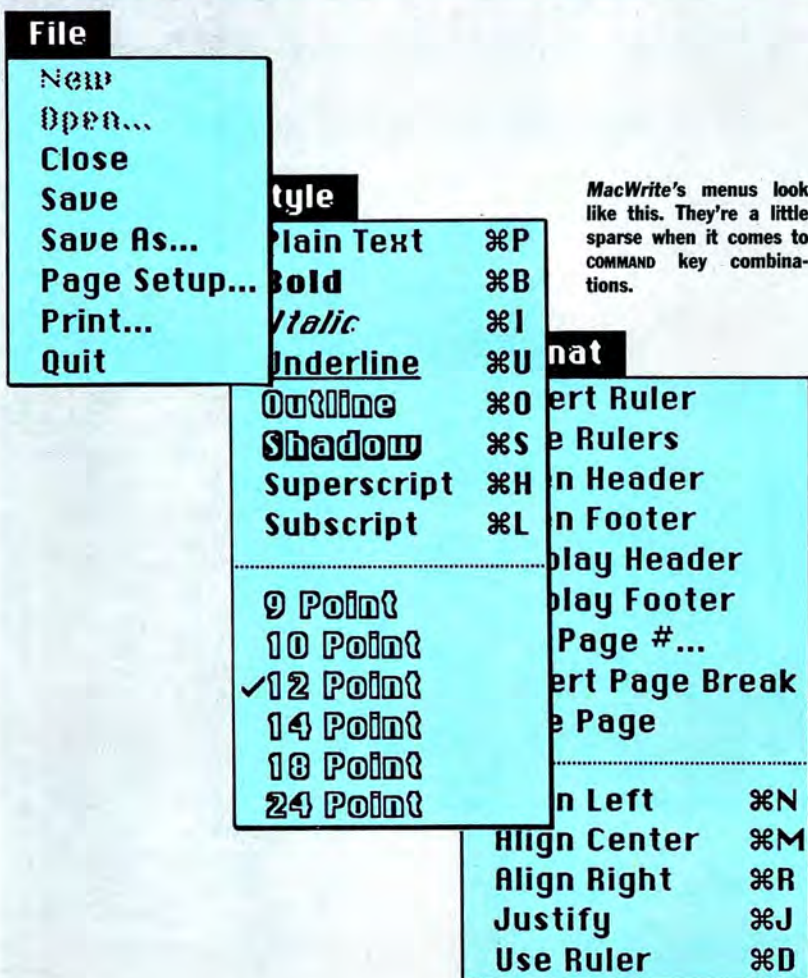 File
New
Open...
Close
Save
Save As...
Page Setup...
Print...
Quit
tyle
Plain Text ⌘P
Bold ⌘B
Italic ⌘I
Underline ⌘U
Outline ⌘O
Shadow ⌘S
Superscript ⌘H
Subscript ⌘L
9 Point
10 Point
✓12 Point
14 Point
18 Point
24 Point
MacWrite's menus look
like this. They're a little
sparse when it comes to
COMMAND key combina-
tions.
mat
ert Ruler
e Rulers
n Header
n Footer
play Header
play Footer
Page #...
ert Page Break
e Page
n Left ⌘N
Align Center ⌘M
Align Right ⌘R
Justify ⌘J
Use Ruler ⌘D